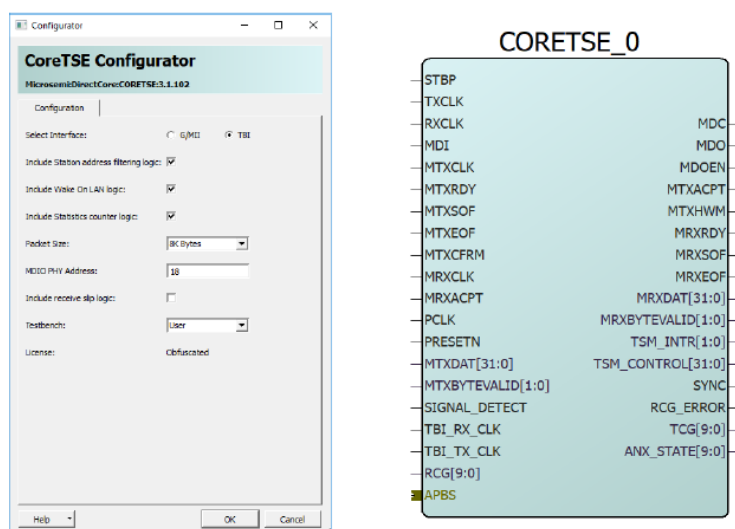 Configurator
CoreTSE Configurator
Microsemi:DirectCore:CORETSE:3.1.102
Configuration
Select Interface: G/MII TBI
Include Station address filtering logic:
Include Wake On LAN logic:
Include Statistics counter logic:
Packet Size: 8K Bytes
MDIO PHY Address: 18
Include receive slip logic:
Testbench: User
License: Obfuscated
Help OK Cancel
CORETSE_0
STBP
TXCLK
RXCLK MDC
MDI MDO
MTXCLK MDOEN
MTXRDY MTXACPT
MTXSOF MTXHWM
MTXEOF MRXRDY
MTXCFRM MRXSOF
MRXCLK MRXEOF
MRXACPT MRXDAT[31:0]
PCLK MRXBYTEVALID[1:0]
PRESETN TSM_INTR[1:0]
MTXDAT[31:0] TSM_CONTROL[31:0]
MTXBYTEVALID[1:0] SYNC
SIGNAL_DETECT RCG_ERROR
TBI_RX_CLK TCG[9:0]
TBI_TX_CLK ANX_STATE[9:0]
RCG[9:0]
APBS